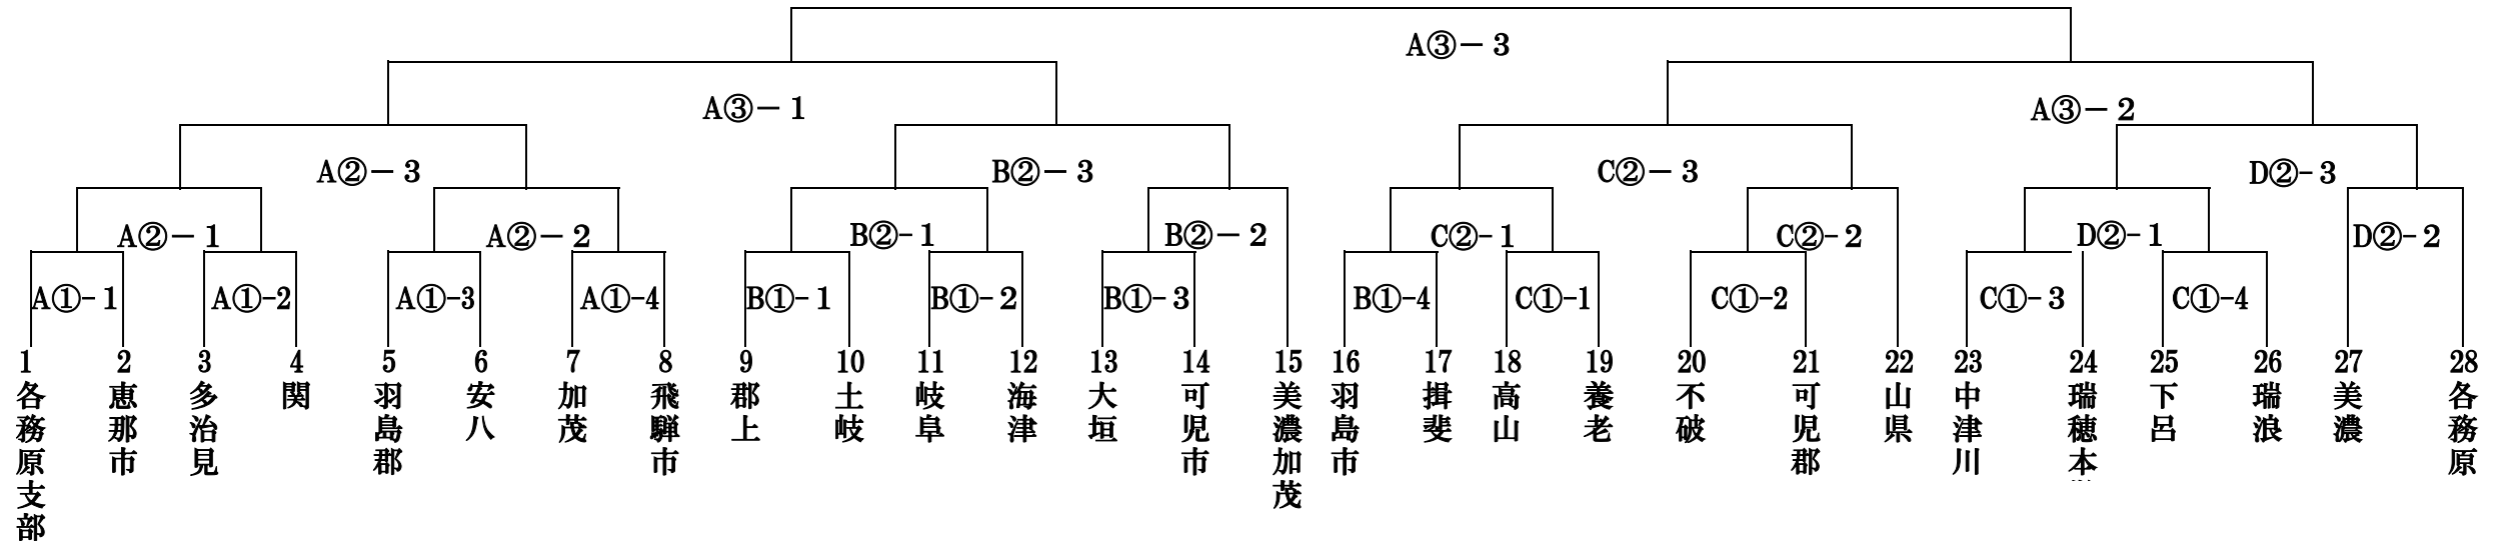 A③－3
A③－1
A③－2
A②－3
B②－3
C②－3
D②-3
A②－1
A②－2
B②-1
B②－2
C②-1
C②-2
D②-1
D②-2
A①-1
A①-2
A①-3
A①-4
B①-1
B①-2
B①-3
B①-4
C①-1
C①-2
C①-3
C①-4
1 各務原支部
2 恵那市
3 多治見
4 関
5 羽島郡
6 安八
7 加茂
8 飛騨市
9 郡上
10 土岐
11 岐阜
12 海津
13 大垣
14 可児市
15 美濃加茂
16 羽島市
17 揖斐
18 高山
19 養老
20 不破
21 可児郡
22 山県
23 中津川
24 瑞穂本
25 下呂
26 瑞浪
27 美濃
28 各務原